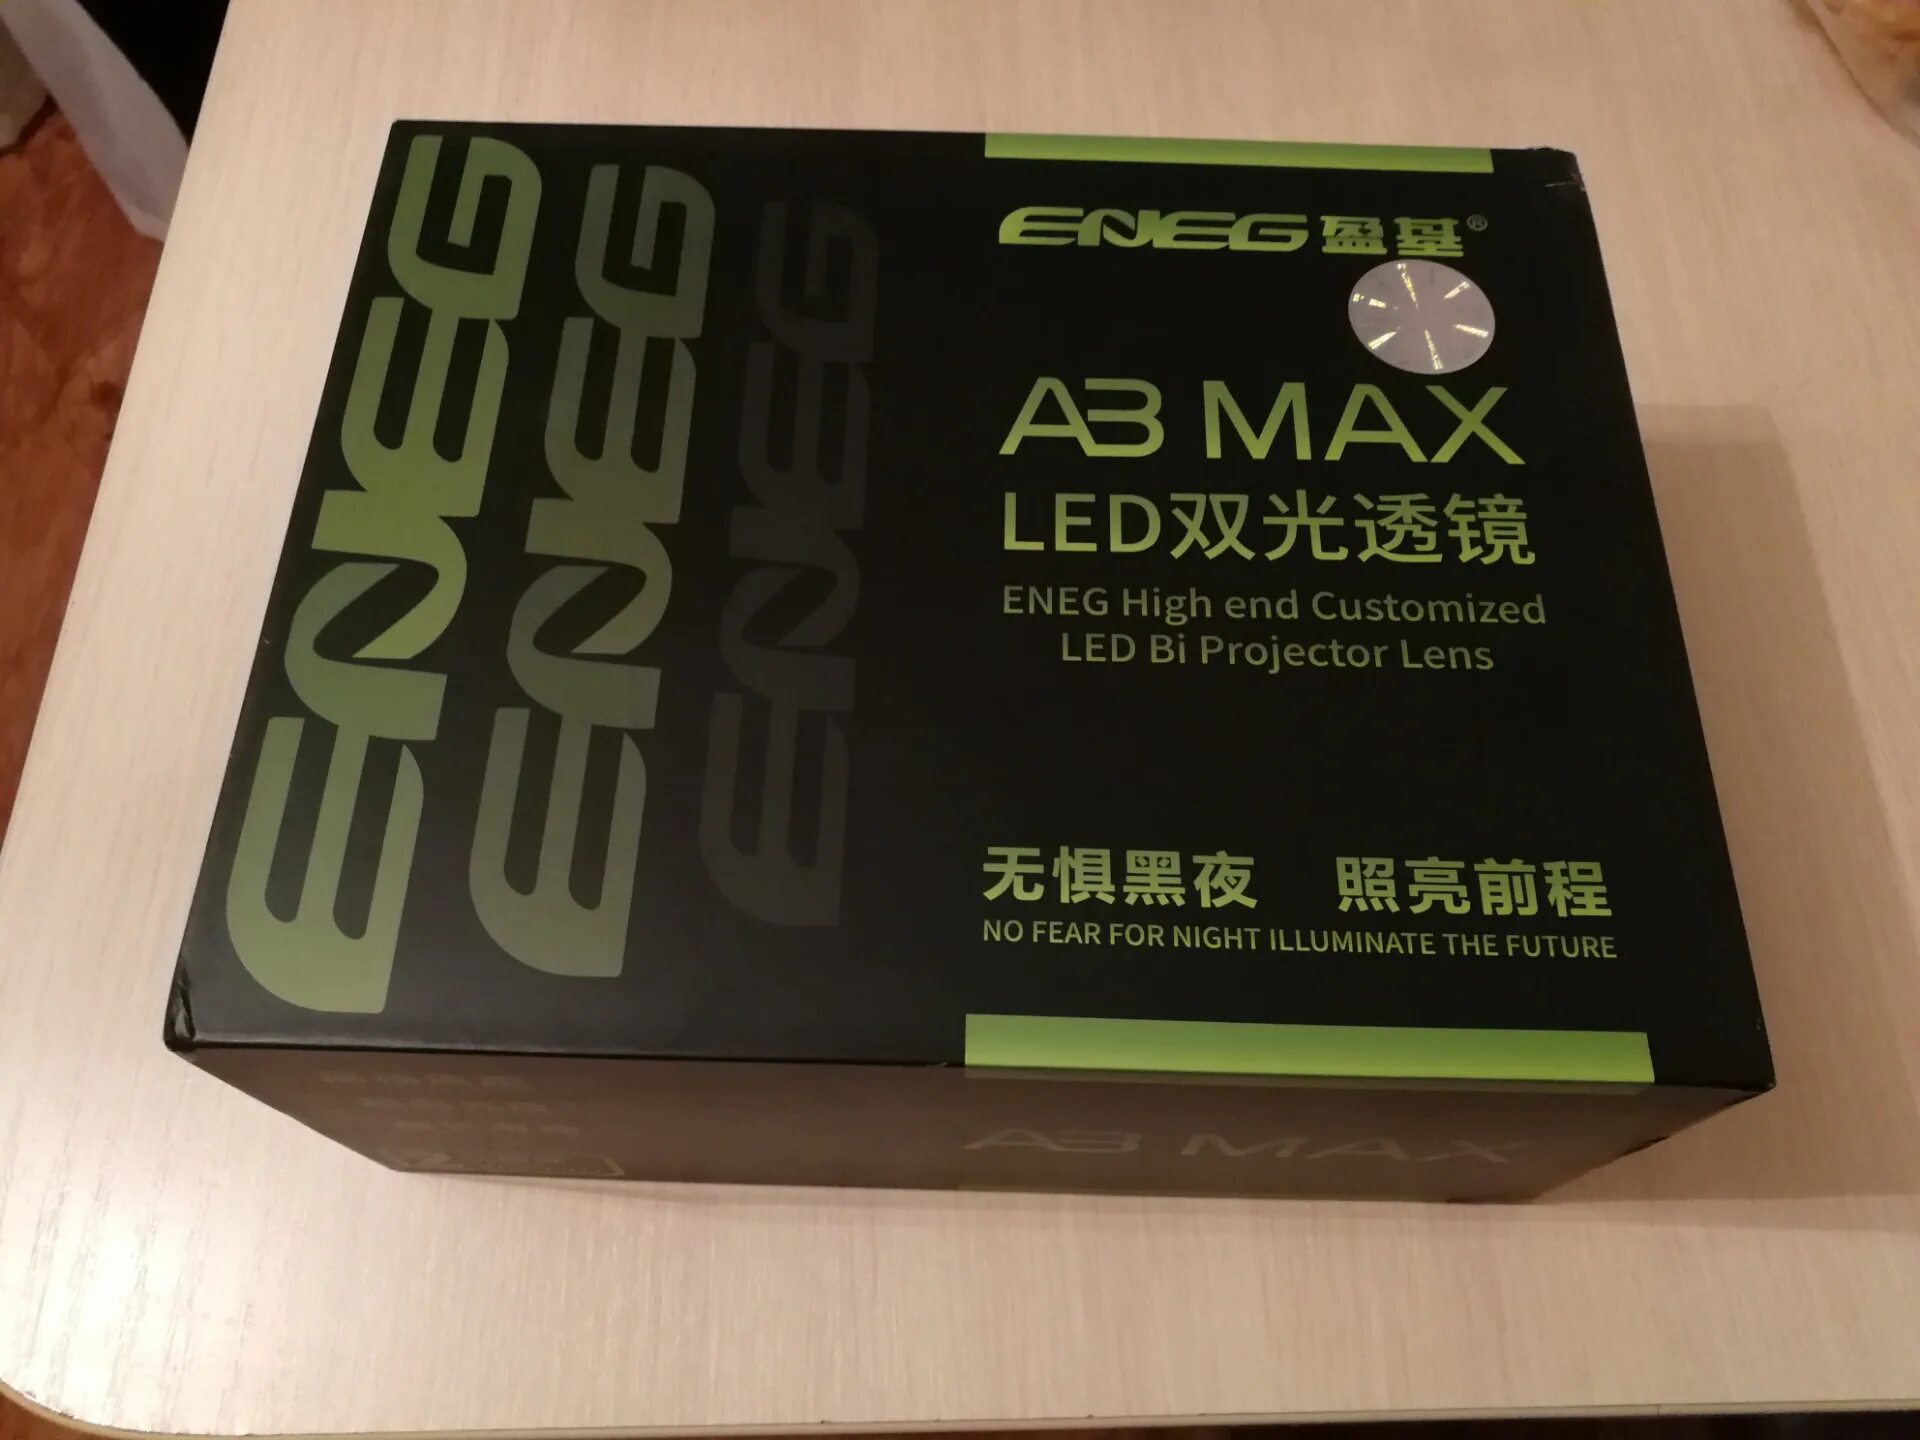 ENEG
ENEG
ENEG
ENEG 盈基®
A3 MAX
LED双光透镜
ENEG High end Customized
LED Bi Projector Lens
无惧黑夜 照亮前程
NO FEAR FOR NIGHT ILLUMINATE THE FUTURE
A3 MAX